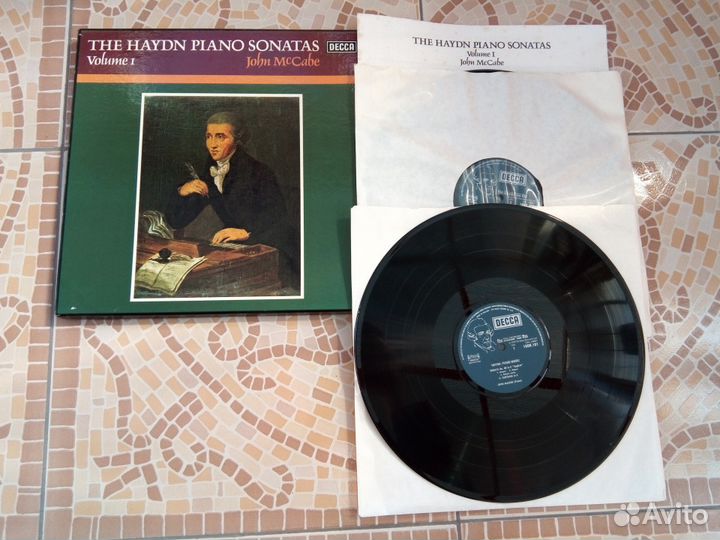 THE HAYDN PIANO SONATAS
DECCA
Volume 1
John McCabe
THE HAYDN PIANO SONATAS
Volume 1
John McCabe
DECCA
DECCA
Avito